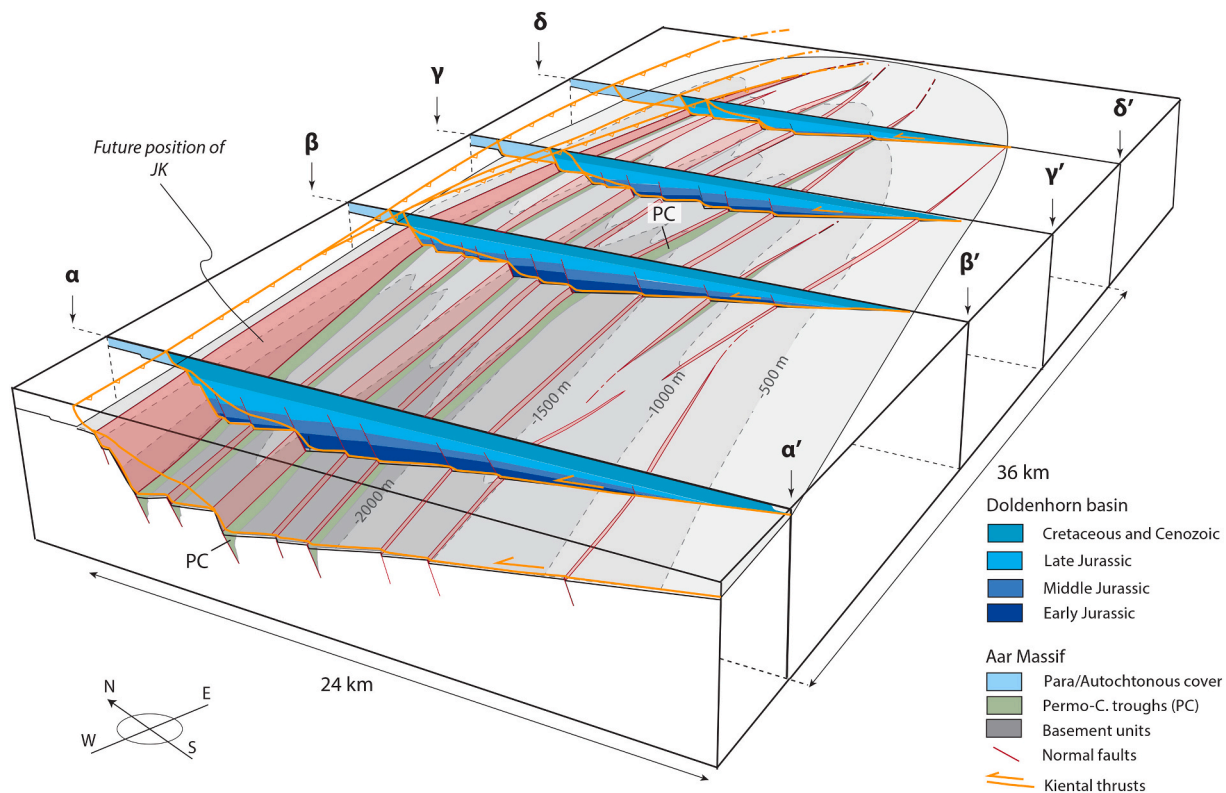 δ
γ
β
α
Future position of
JK
PC
PC
-2000 m
-1500 m
-1000 m
-500 m
δ’
γ’
β’
α’
36 km
24 km
N
E
W
S
Doldenhorn basin
Cretaceous and Cenozoic
Late Jurassic
Middle Jurassic
Early Jurassic
Aar Massif
Para/Autochtonous cover
Permo-C. troughs (PC)
Basement units
Normal faults
Kiental thrusts